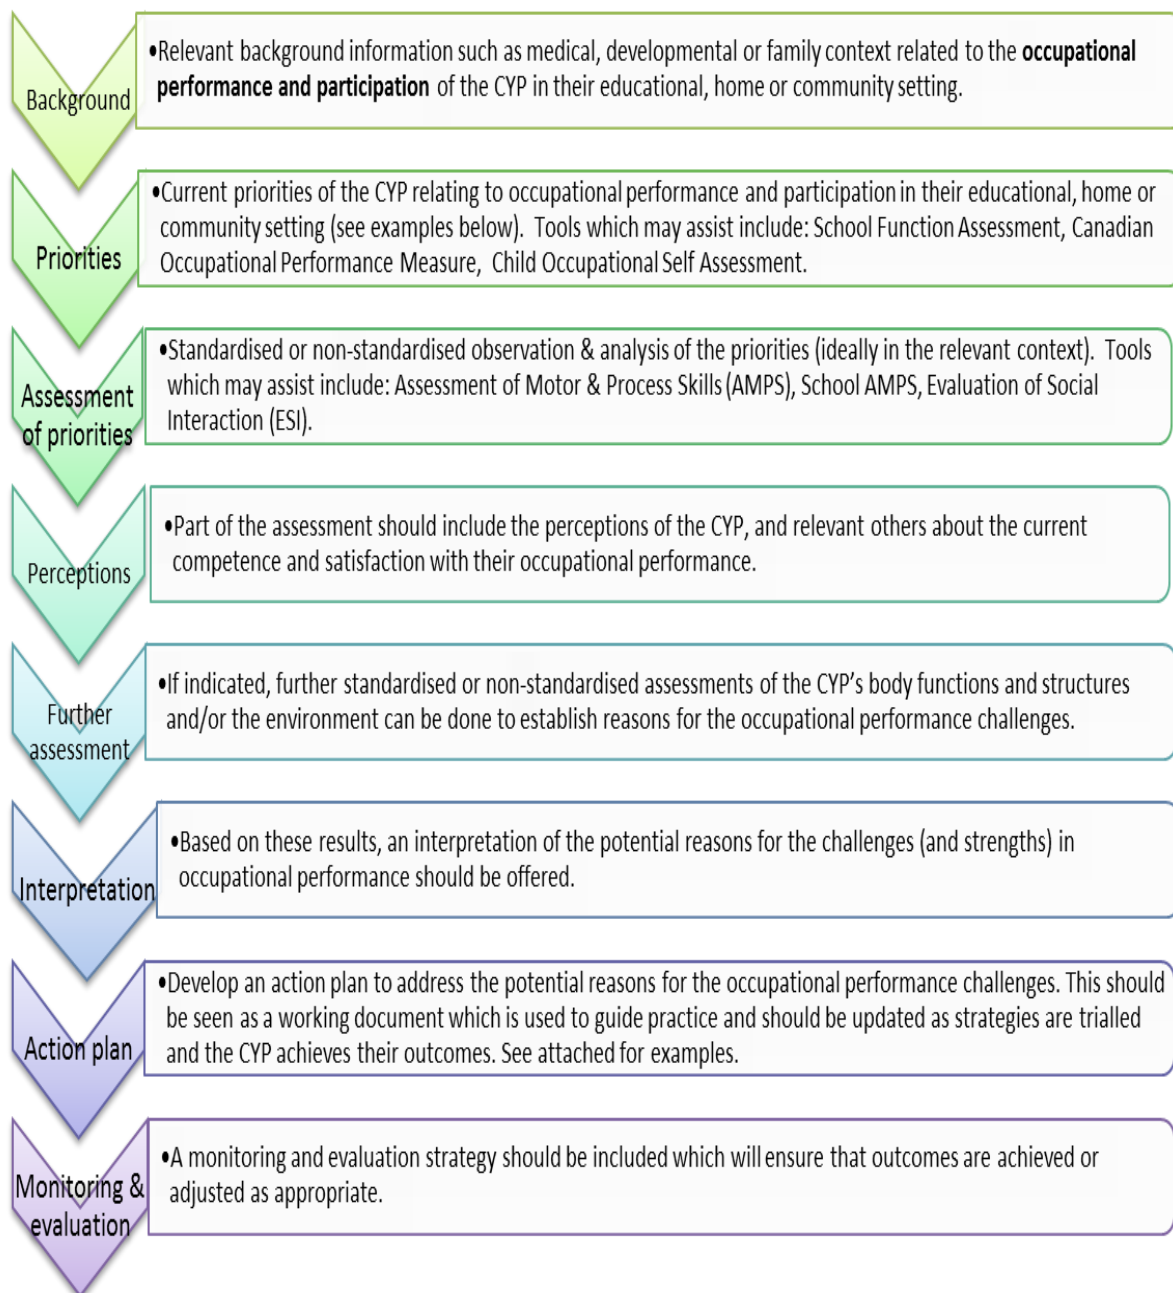 Background
•Relevant background information such as medical, developmental or family context related to the occupational
performance and participation of the CYP in their educational, home or community setting.
Priorities
•Current priorities of the CYP relating to occupational performance and participation in their educational, home or
community setting (see examples below). Tools which may assist include: School Function Assessment, Canadian
Occupational Performance Measure, Child Occupational Self Assessment.
Assessment
of priorities
•Standardised or non-standardised observation & analysis of the priorities (ideally in the relevant context). Tools
which may assist include: Assessment of Motor & Process Skills (AMPS), School AMPS, Evaluation of Social
Interaction (ESI).
Perceptions
•Part of the assessment should include the perceptions of the CYP, and relevant others about the current
competence and satisfaction with their occupational performance.
Further
assessment
•If indicated, further standardised or non-standardised assessments of the CYP's body functions and structures
and/or the environment can be done to establish reasons for the occupational performance challenges.
Interpretation
•Based on these results, an interpretation of the potential reasons for the challenges (and strengths) in
occupational performance should be offered.
Action plan
•Develop an action plan to address the potential reasons for the occupational performance challenges. This should
be seen as a working document which is used to guide practice and should be updated as strategies are trialled
and the CYP achieves their outcomes. See attached for examples.
Monitoring &
evaluation
•A monitoring and evaluation strategy should be included which will ensure that outcomes are achieved or
adjusted as appropriate.